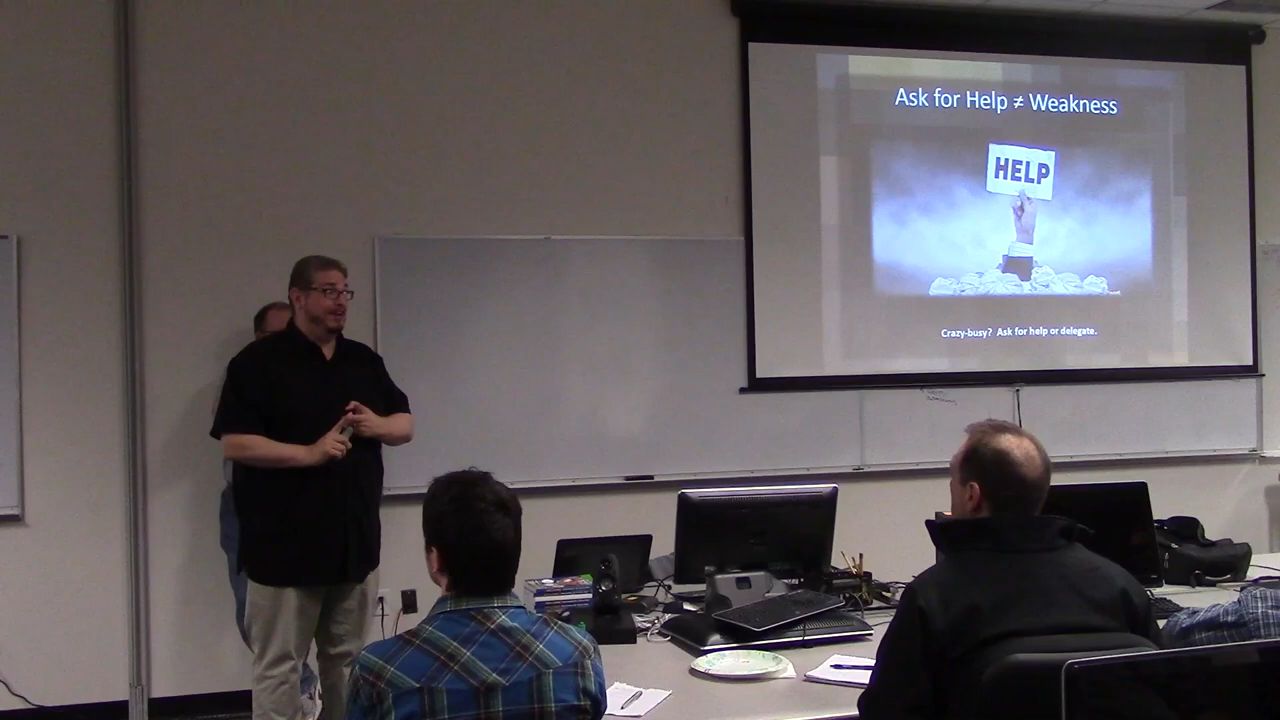 Ask for Help ≠ Weakness
HELP
Crazy-busy?  Ask for help or delegate.